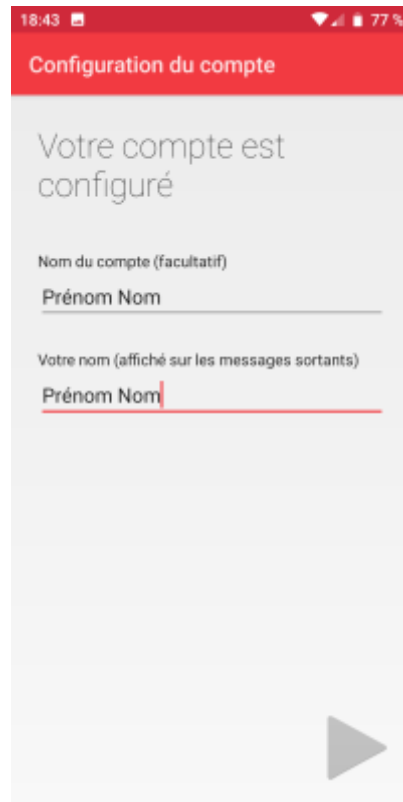 18:43 77 %
Configuration du compte
Votre compte est
configuré
Nom du compte (facultatif)
Prénom Nom
Votre nom (affiché sur les messages sortants)
Prénom Nom